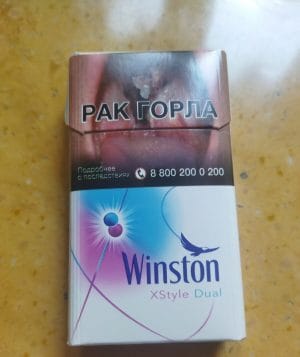 РАК ГОРЛА
Подробнее
о последствиях
8 800 200 0 200
Winston
XStyle Dual